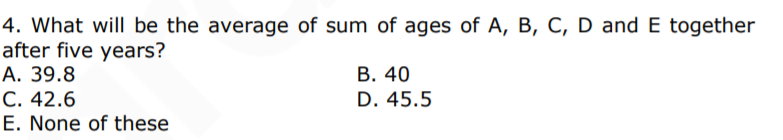 4. What will be the average of sum of ages of A, B, C, D and E together
after five years?
A. 39.8 B. 40
C. 42.6 D. 45.5
E. None of these